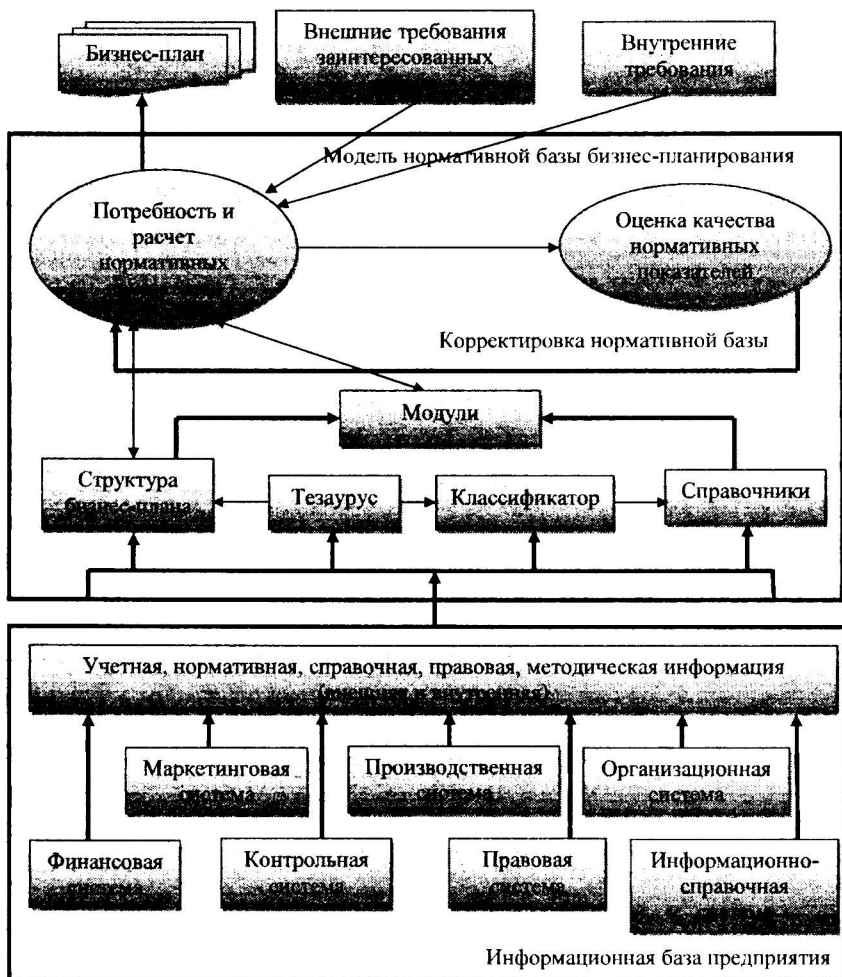 Бизнес-план
Внешние требования
заинтересованных
Внутренние
требования
Модель нормативной базы бизнес-планирования
Потребность и
расчет
нормативных
Оценка качества
нормативных
показателей
Корректировка нормативной базы
Модули
Структура
бизнес-плана
Тезаурус
Классификатор
Справочники
Учетная, нормативная, справочная, правовая, методическая информация
(внешняя и внутренняя)
Маркетинговая
система
Производственная
система
Организационная
система
Финансовая
система
Контрольная
система
Правовая
система
Информационно-
справочная
Информационная база предприятия